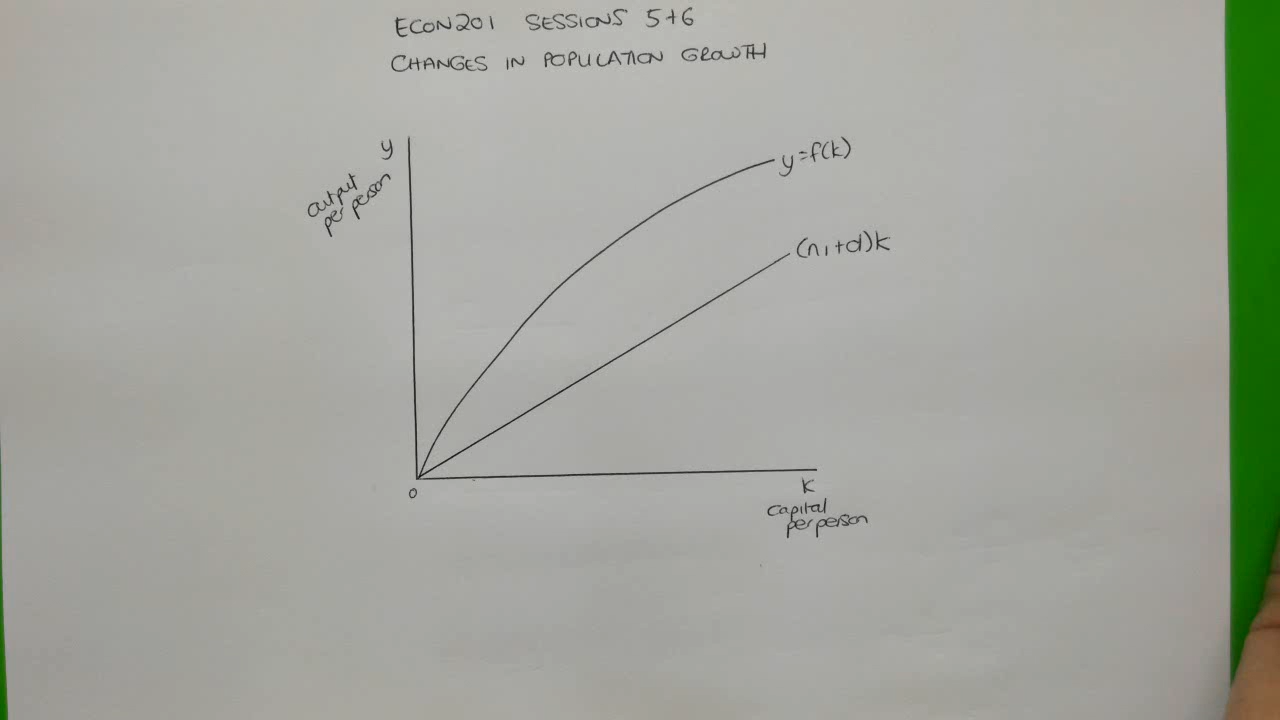 ECON201 SESSIONS 5+6
CHANGES IN POPULATION GROWTH
y
output
per person
y=f(k)
(n1+d)k
0
k
Capital
per person